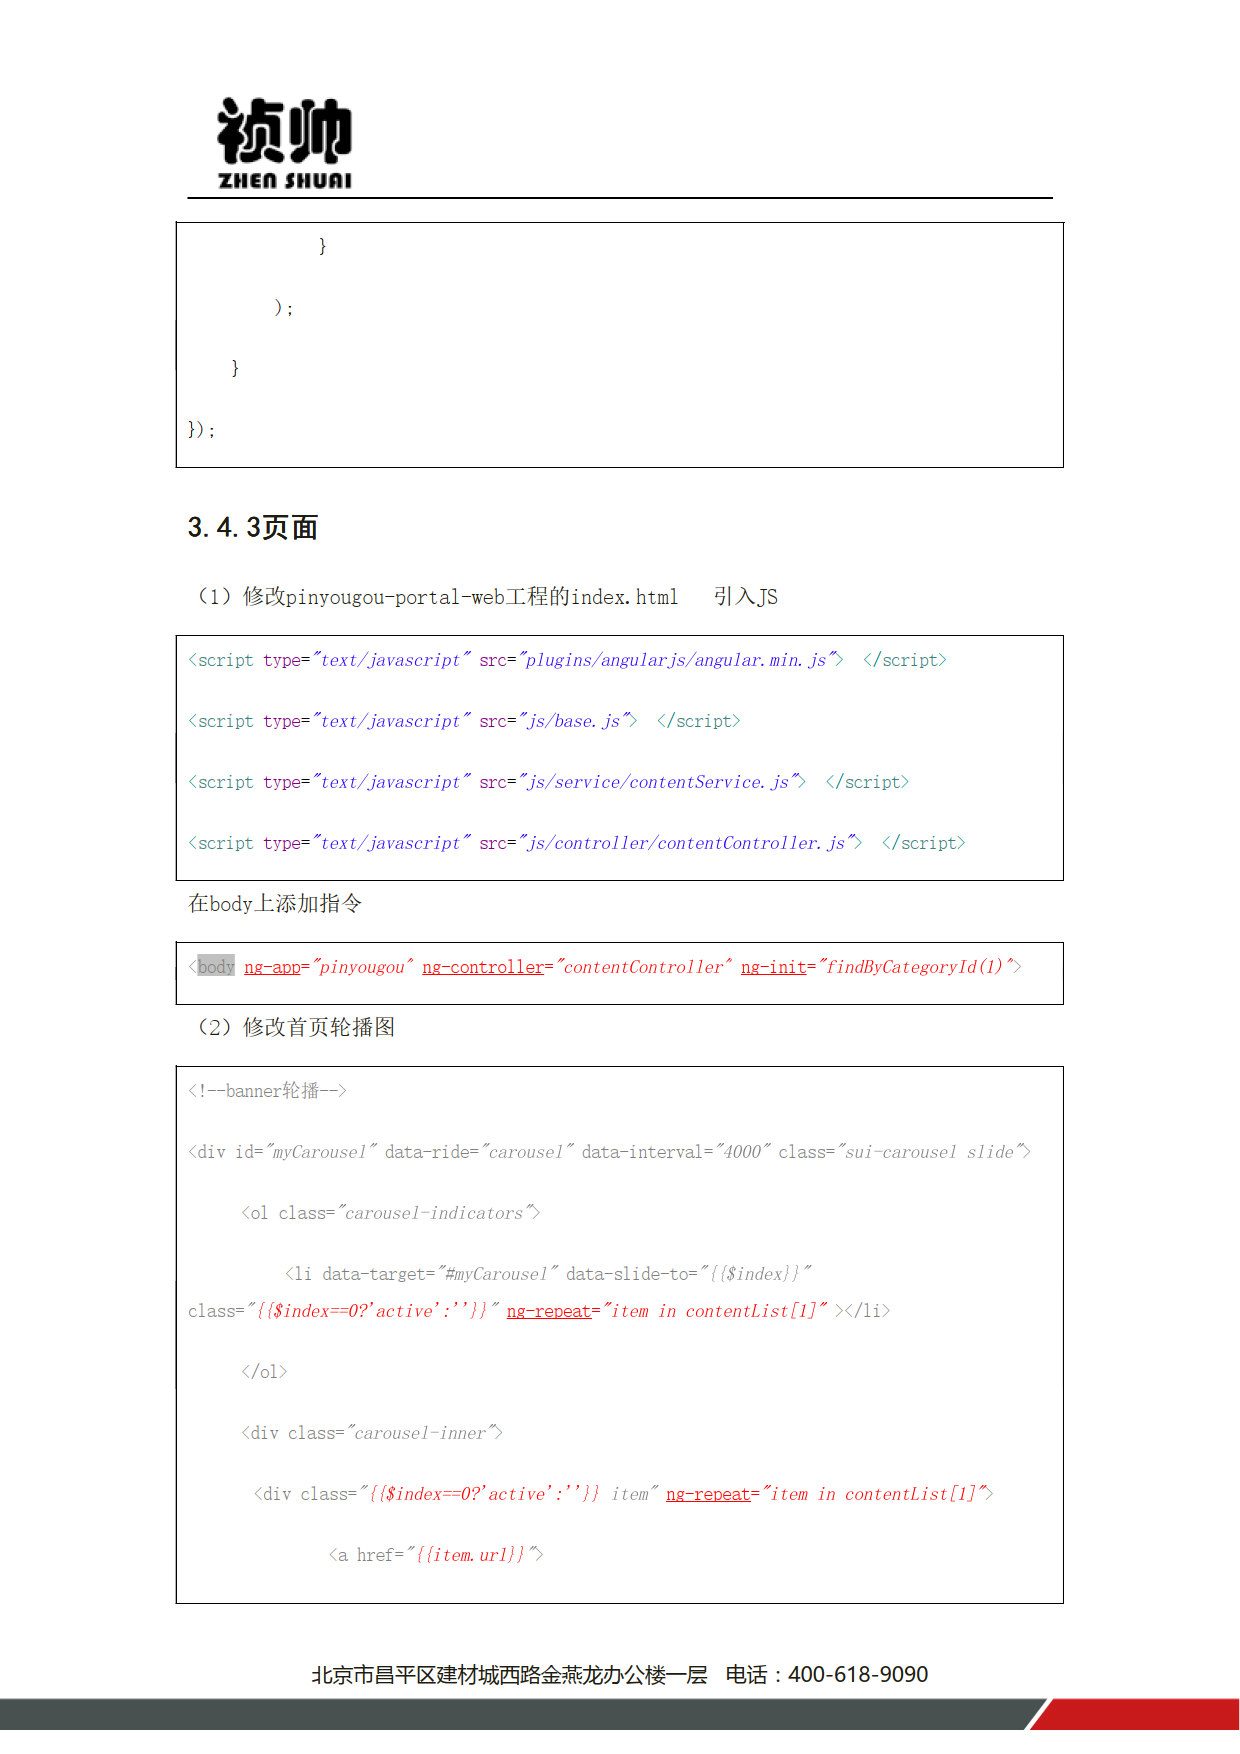 祯帅
ZHEN SHUAI
}
);
}
});
3.4.3页面
（1）修改pinyougou-portal-web工程的index.html   引入JS
<script type="text/javascript" src="plugins/angularjs/angular.min.js">  </script>
<script type="text/javascript" src="js/base.js">  </script>
<script type="text/javascript" src="js/service/contentService.js">  </script>
<script type="text/javascript" src="js/controller/contentController.js">  </script>
在body上添加指令
<body ng-app="pinyougou" ng-controller="contentController" ng-init="findByCategoryId(1)">
（2）修改首页轮播图
<!--banner轮播-->
<div id="myCarousel" data-ride="carousel" data-interval="4000" class="sui-carousel slide">
<ol class="carousel-indicators">
<li data-target="#myCarousel" data-slide-to="{{$index}}"
class="{{$index==0?'active':''}}" ng-repeat="item in contentList[1]" ></li>
</ol>
<div class="carousel-inner">
<div class="{{$index==0?'active':''}} item" ng-repeat="item in contentList[1]">
<a href="{{item.url}}">
北京市昌平区建材城西路金燕龙办公楼一层   电话：400-618-9090